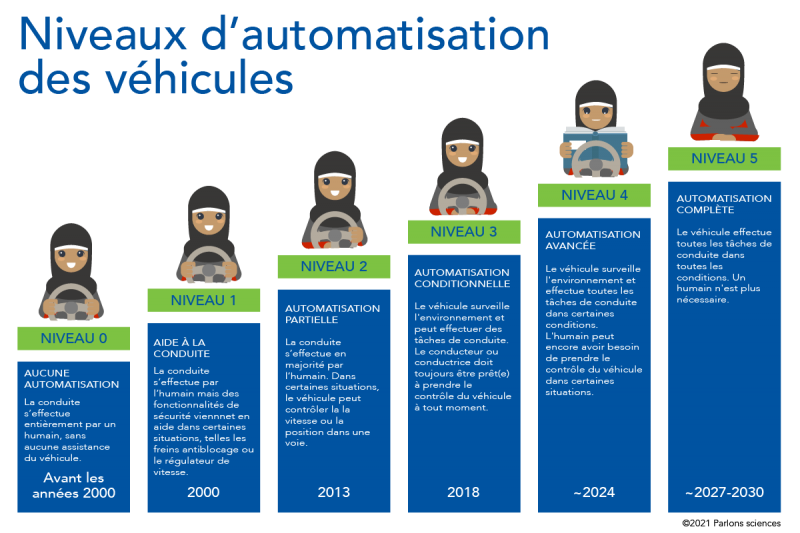 Niveaux d'automatisation
des véhicules
NIVEAU 0
AUCUNE
AUTOMATISATION
La conduite
s'effectue
entièrement par un
humain, sans
aucune assistance
du véhicule.
Avant les
années 2000
NIVEAU 1
AIDE À LA
CONDUITE
La conduite
s'effectue par
l'humain mais des
fonctionnalités de
sécurité viennnet en
aide dans certaines
situations, telles les
freins antiblocage ou
le régulateur de
vitesse.
2000
NIVEAU 2
AUTOMATISATION
PARTIELLE
La conduite
s'effectue en
majorité par
l'humain. Dans
certaines situations,
le véhicule peut
contrôler la la
vitesse ou la
position dans une
voie.
2013
NIVEAU 3
AUTOMATISATION
CONDITIONNELLE
Le véhicule surveille
l'environnement et
peut effectuer des
tâches de conduite.
Le conducteur ou
conductrice doit
toujours être prêt(e)
à prendre le
contrôle du véhicule
à tout moment.
2018
NIVEAU 4
AUTOMATISATION
AVANCÉE
Le véhicule surveille
l'environnement et
effectue toutes les
tâches de conduite
dans certaines
conditions.
L'humain peut
encore avoir besoin
de prendre le
contrôle du véhicule
dans certaines
situations.
~2024
NIVEAU 5
AUTOMATISATION
COMPLÈTE
Le véhicule effectue
toutes les tâches de
conduite dans
toutes les
conditions. Un
humain n'est plus
nécessaire.
~2027-2030
©2021 Parlons sciences